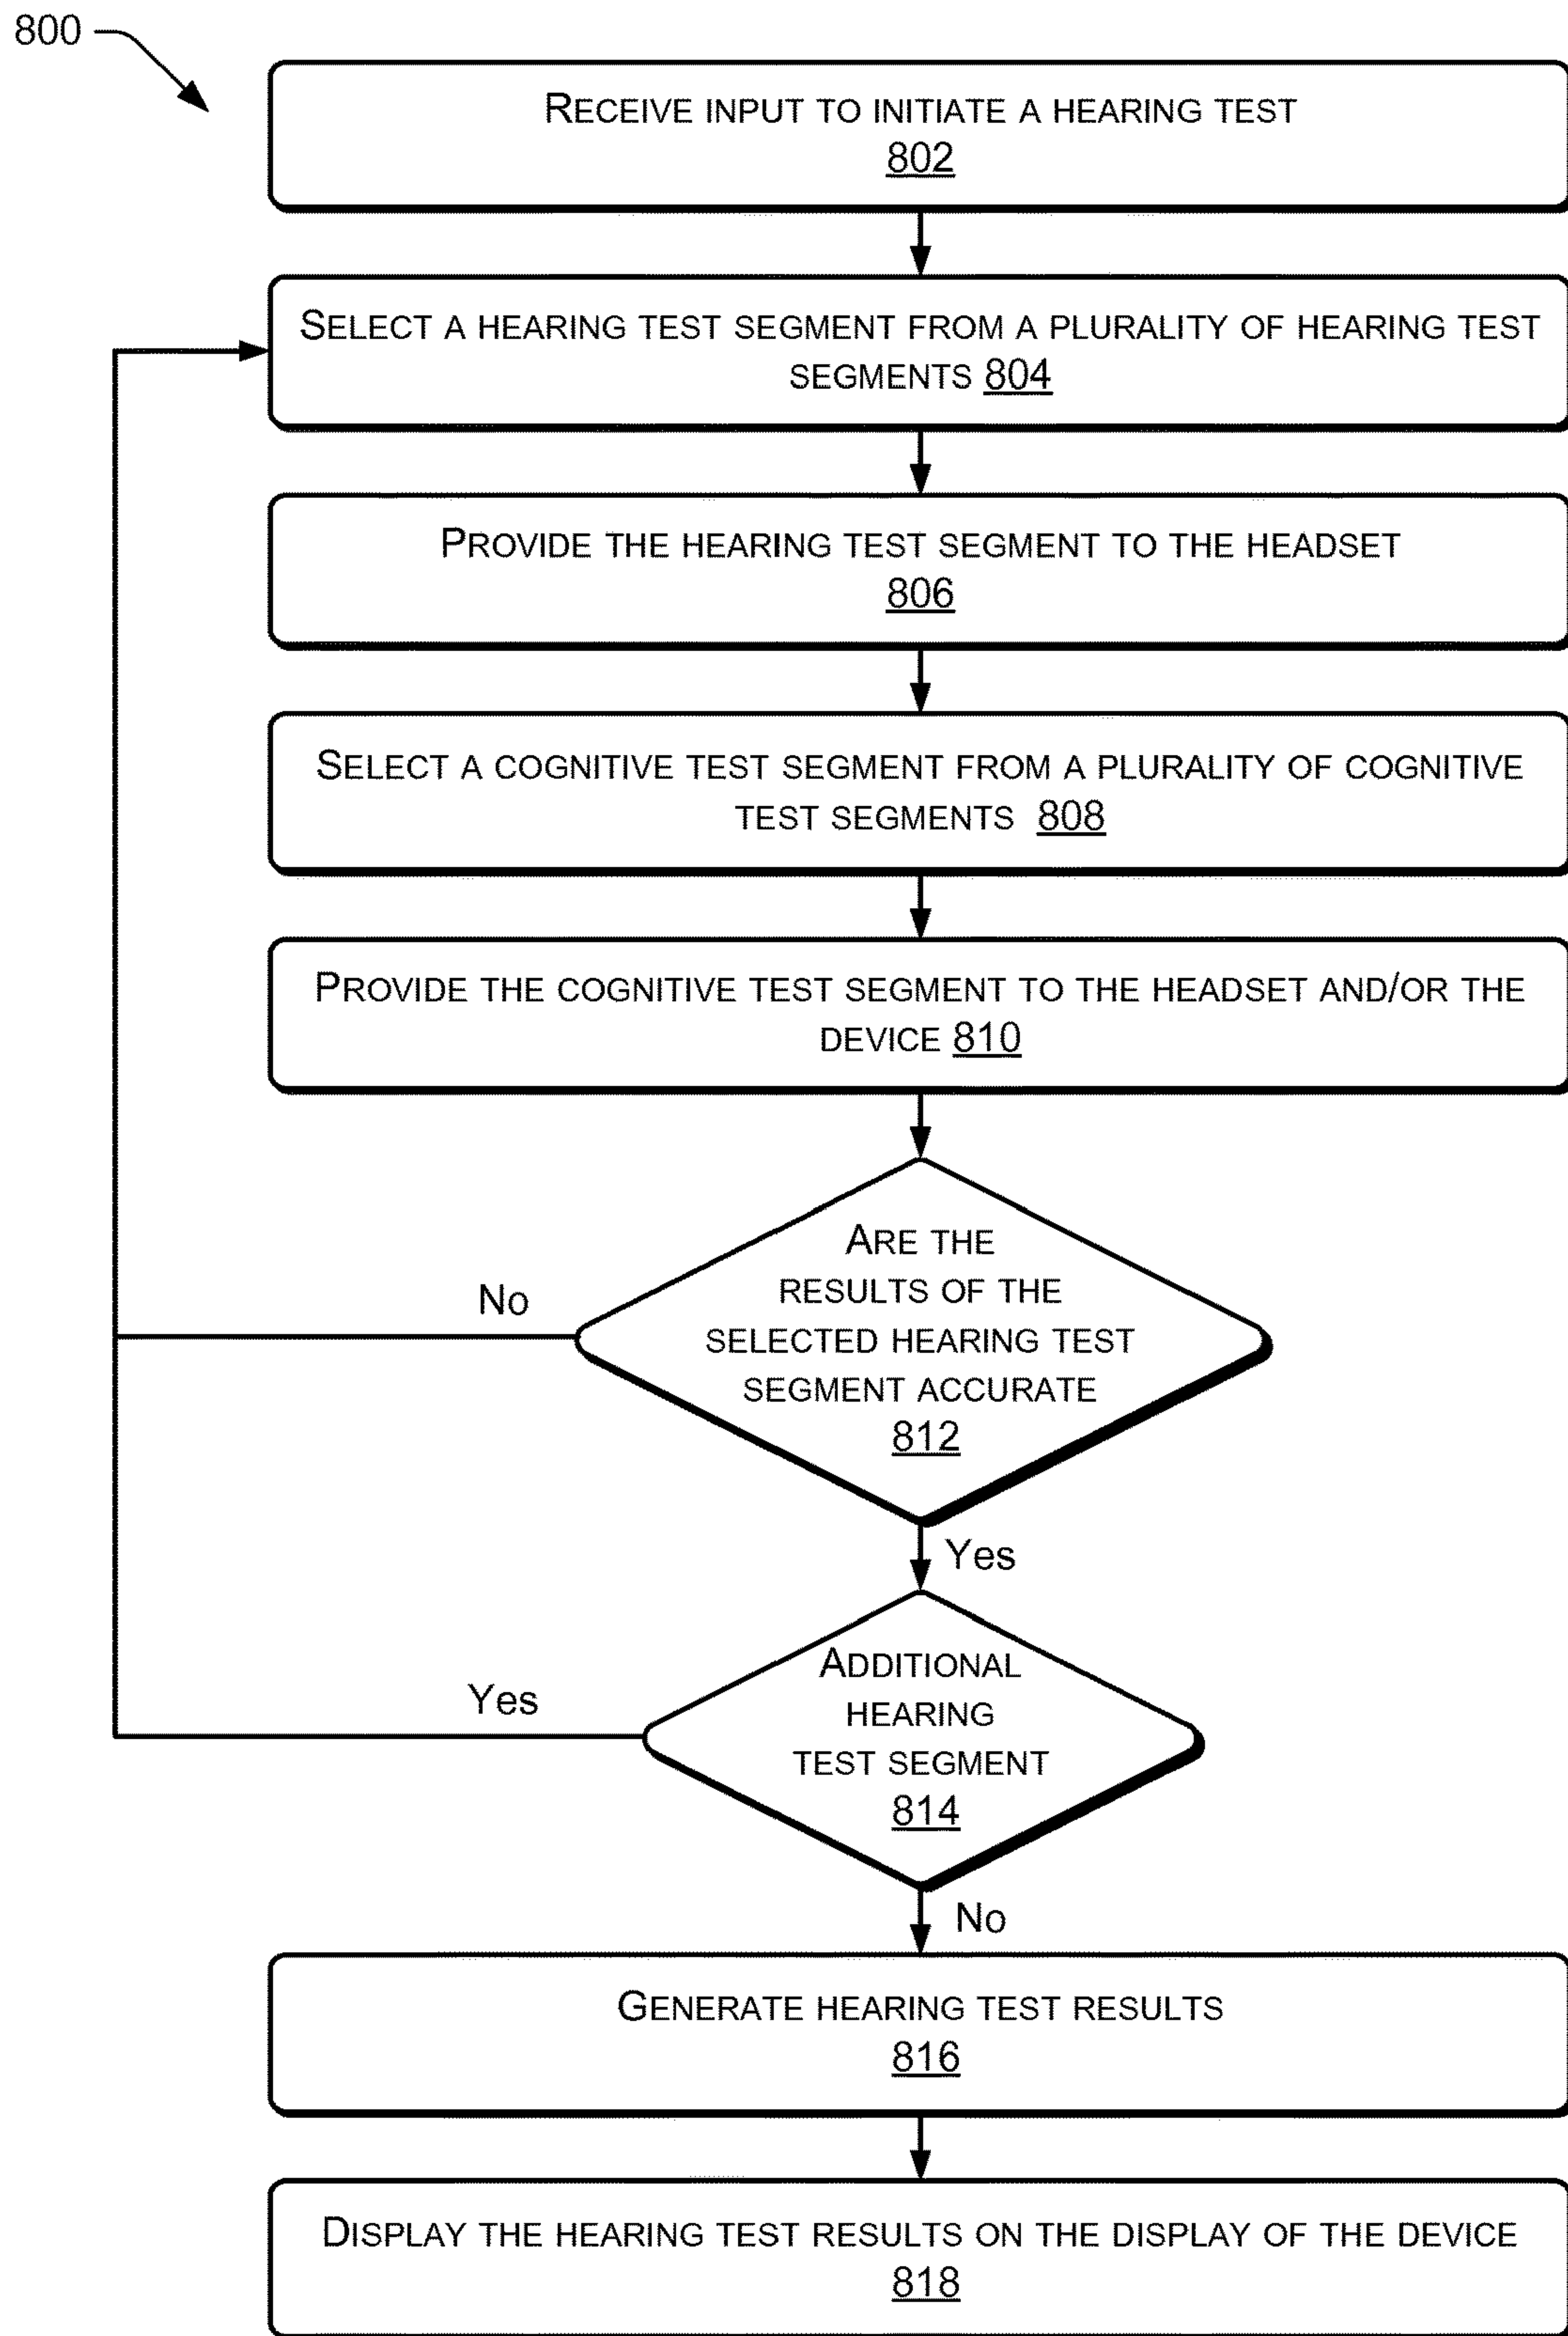 800
RECEIVE INPUT TO INITIATE A HEARING TEST
802
SELECT A HEARING TEST SEGMENT FROM A PLURALITY OF HEARING TEST
SEGMENTS 804
PROVIDE THE HEARING TEST SEGMENT TO THE HEADSET
806
SELECT A COGNITIVE TEST SEGMENT FROM A PLURALITY OF COGNITIVE
TEST SEGMENTS 808
PROVIDE THE COGNITIVE TEST SEGMENT TO THE HEADSET AND/OR THE
DEVICE 810
ARE THE
RESULTS OF THE
SELECTED HEARING TEST
SEGMENT ACCURATE
812
No
Yes
ADDITIONAL
HEARING
TEST SEGMENT
814
Yes
No
GENERATE HEARING TEST RESULTS
816
DISPLAY THE HEARING TEST RESULTS ON THE DISPLAY OF THE DEVICE
818